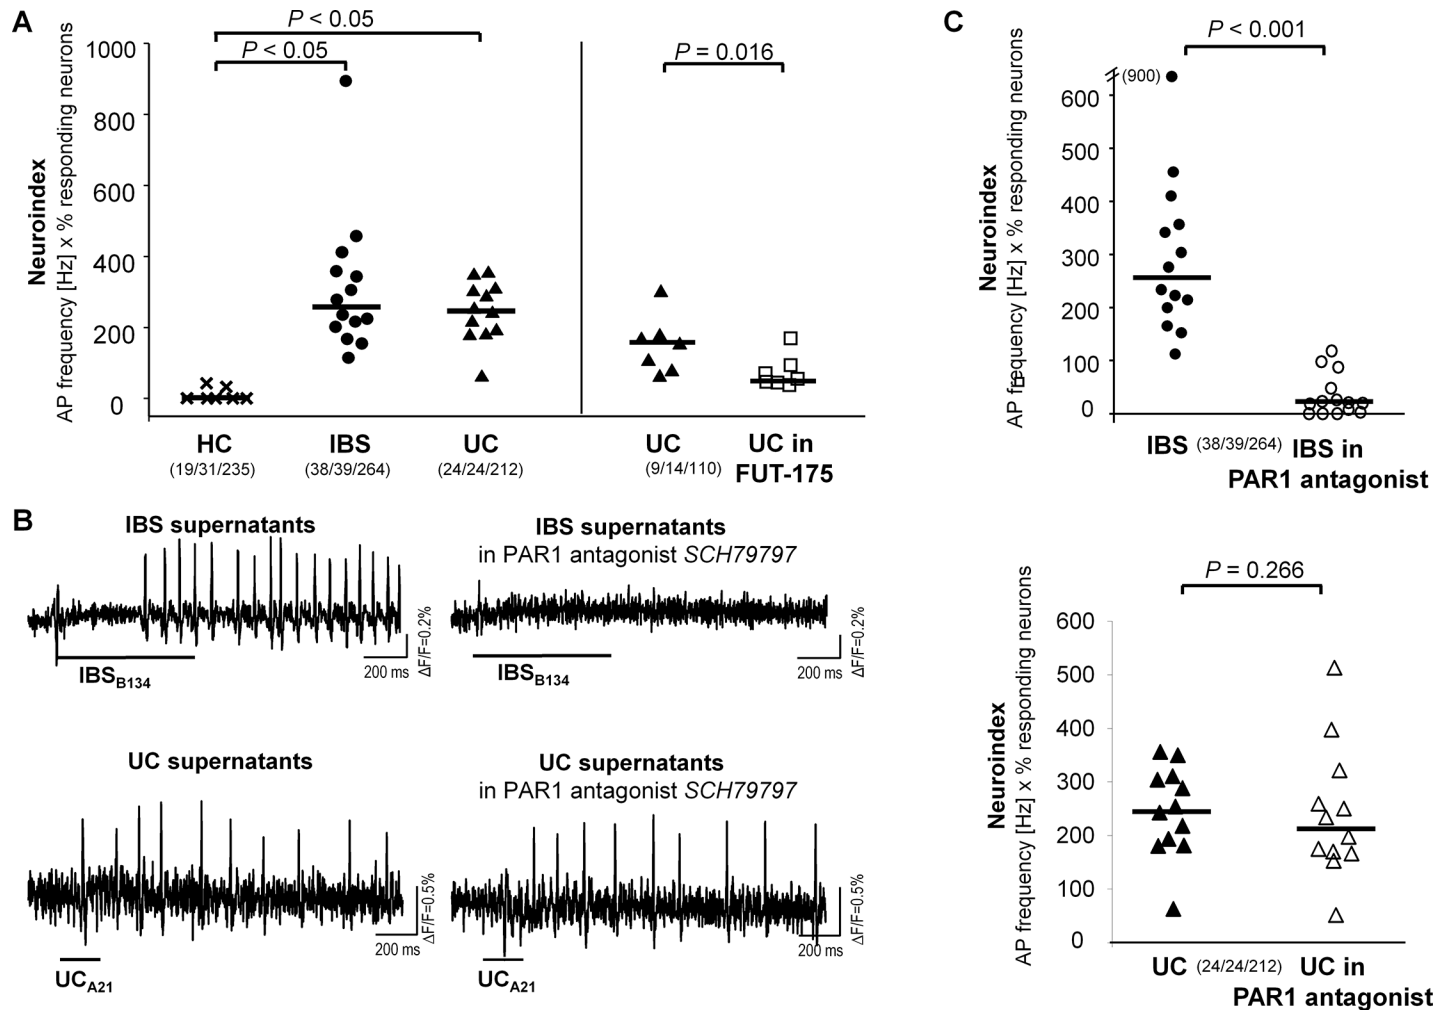 A
P < 0.05
P < 0.05
P = 0.016
Neuroindex
AP frequency [Hz] x % responding neurons
1000
800
600
400
200
0
HC
(19/31/235)
IBS
(38/39/264)
UC
(24/24/212)
UC
(9/14/110)
UC in
FUT-175
B
IBS supernatants
IBS supernatants
in PAR1 antagonist SCH79797
IBSB134
200 ms
ΔF/F=0.2%
IBSB134
200 ms
ΔF/F=0.2%
UC supernatants
UC supernatants
in PAR1 antagonist SCH79797
UCA21
200 ms
ΔF/F=0.5%
UCA21
200 ms
ΔF/F=0.5%
C
P < 0.001
Neuroindex
AP frequency [Hz] x % responding neurons
(900)
600
500
400
300
200
100
0
IBS (38/39/264) IBS in
PAR1 antagonist
P = 0.266
Neuroindex
AP frequency [Hz] x % responding neurons
600
500
400
300
200
100
0
UC (24/24/212) UC in
PAR1 antagonist